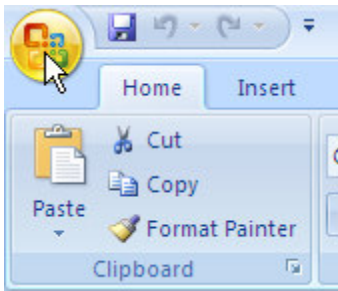 Home Insert
Cut
Copy
Paste
Format Painter
Clipboard